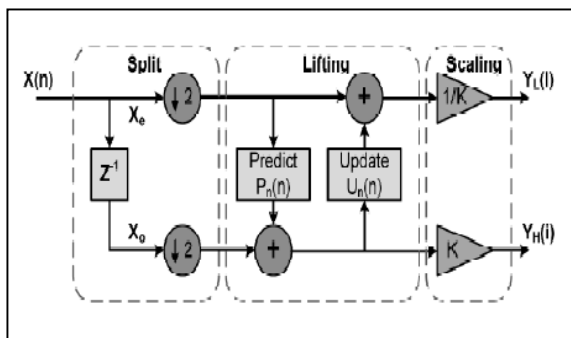 Split Lifting Scaling
X(n) Y_L(i)
X_e ↓2 + 1/K
Z⁻¹ Predict Update
P_n(n) U_n(n)
X_o ↓2 + K Y_H(i)